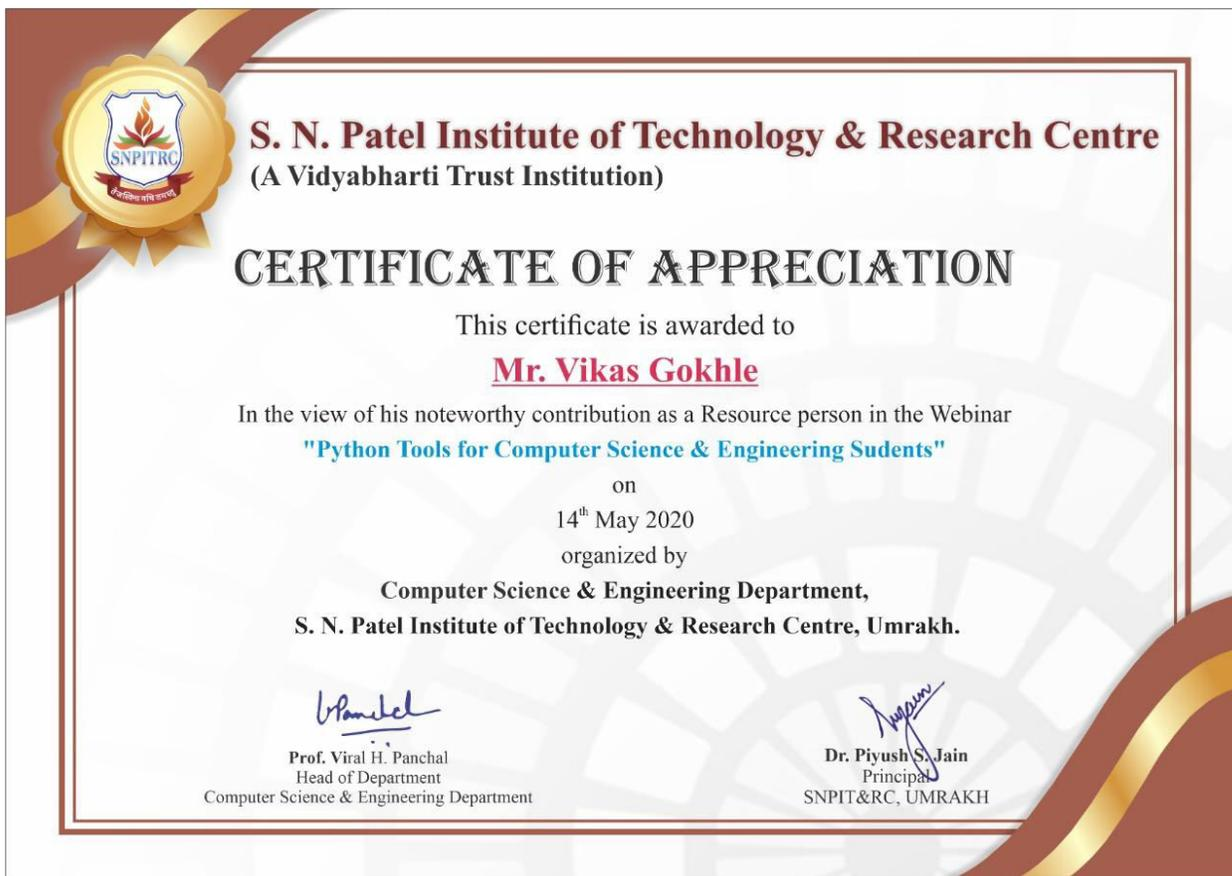 SNPITRC
S. N. Patel Institute of Technology & Research Centre
(A Vidyabharti Trust Institution)
CERTIFICATE OF APPRECIATION
This certificate is awarded to
Mr. Vikas Gokhle
In the view of his noteworthy contribution as a Resource person in the Webinar
"Python Tools for Computer Science & Engineering Sudents"
on
14th May 2020
organized by
Computer Science & Engineering Department,
S. N. Patel Institute of Technology & Research Centre, Umrakh.
Prof. Viral H. Panchal
Head of Department
Computer Science & Engineering Department
Dr. Piyush S. Jain
Principal
SNPIT&RC, UMRAKH